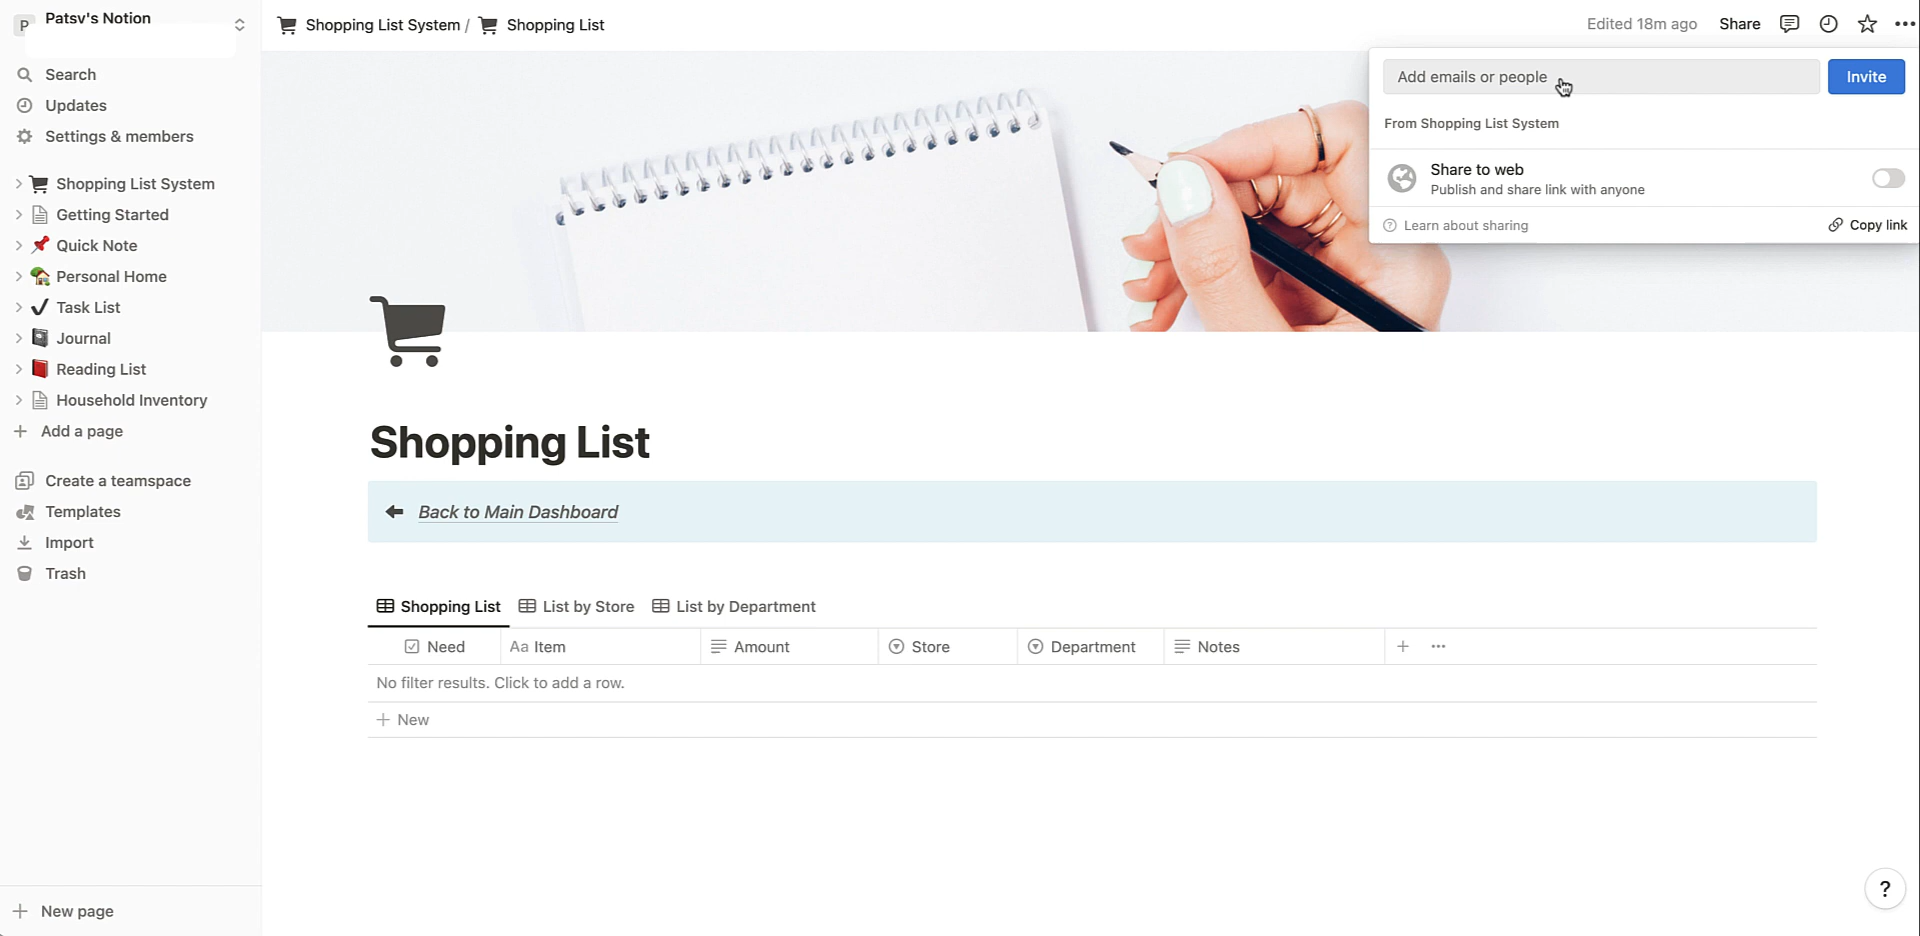 P Patsy's Notion
Search
Updates
Settings & members
Shopping List System
Getting Started
Quick Note
Personal Home
Task List
Journal
Reading List
Household Inventory
Add a page
Create a teamspace
Templates
Import
Trash
New page
Shopping List System / Shopping List
Edited 18m ago Share
Add emails or people Invite
From Shopping List System
Share to web
Publish and share link with anyone
Learn about sharing Copy link
Shopping List
Back to Main Dashboard
Shopping List List by Store List by Department
Need Aa Item Amount Store Department Notes
No filter results. Click to add a row.
New
?